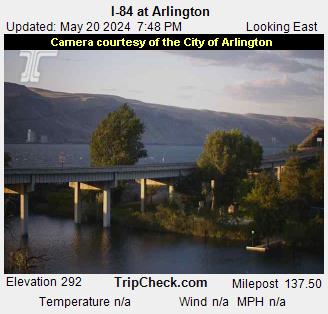 I-84 at Arlington
Updated: May 20 2024 7:48 PM Looking East
Camera courtesy of the City of Arlington
Elevation 292 TripCheck.com Milepost 137.50
Temperature n/a Wind n/a MPH n/a